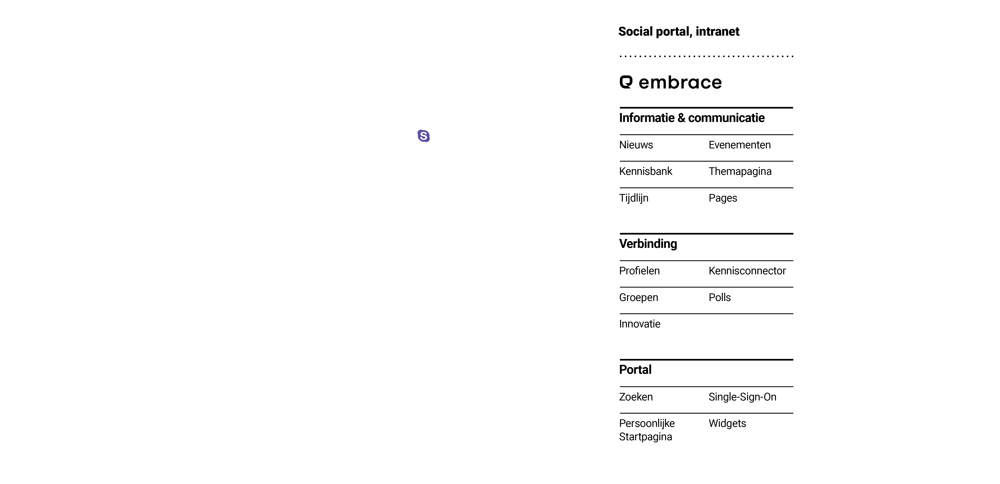 Social portal, intranet
embrace
Informatie & communicatie
S
Nieuws Evenementen
Kennisbank Themapagina
Tijdlijn Pages
Verbinding
Profielen Kennisconnector
Groepen Polls
Innovatie
Portal
Zoeken Single-Sign-On
Persoonlijke Widgets
Startpagina